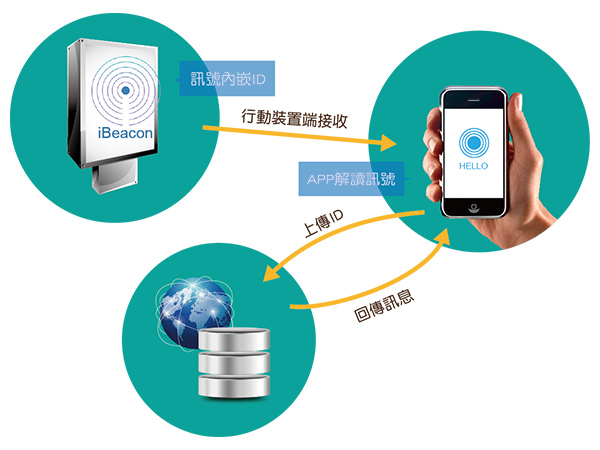 訊號內嵌ID
iBeacon
行動裝置端接收
HELLO
APP解讀訊號
上傳ID
回傳訊息